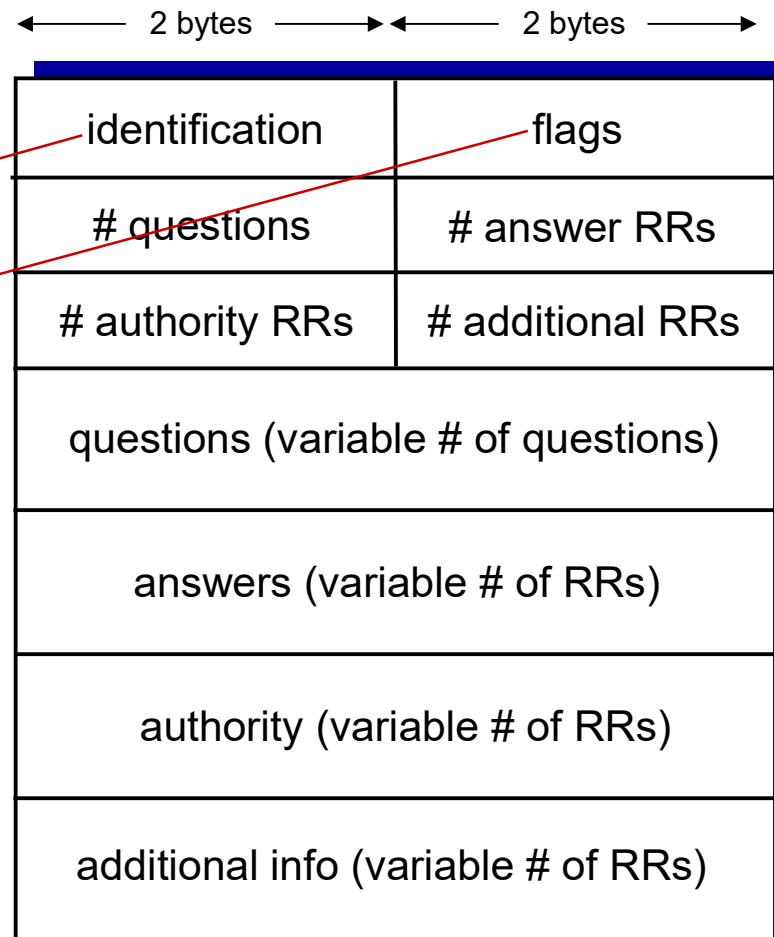 2 bytes 2 bytes
identification flags
# questions # answer RRs
# authority RRs # additional RRs
questions (variable # of questions)
answers (variable # of RRs)
authority (variable # of RRs)
additional info (variable # of RRs)